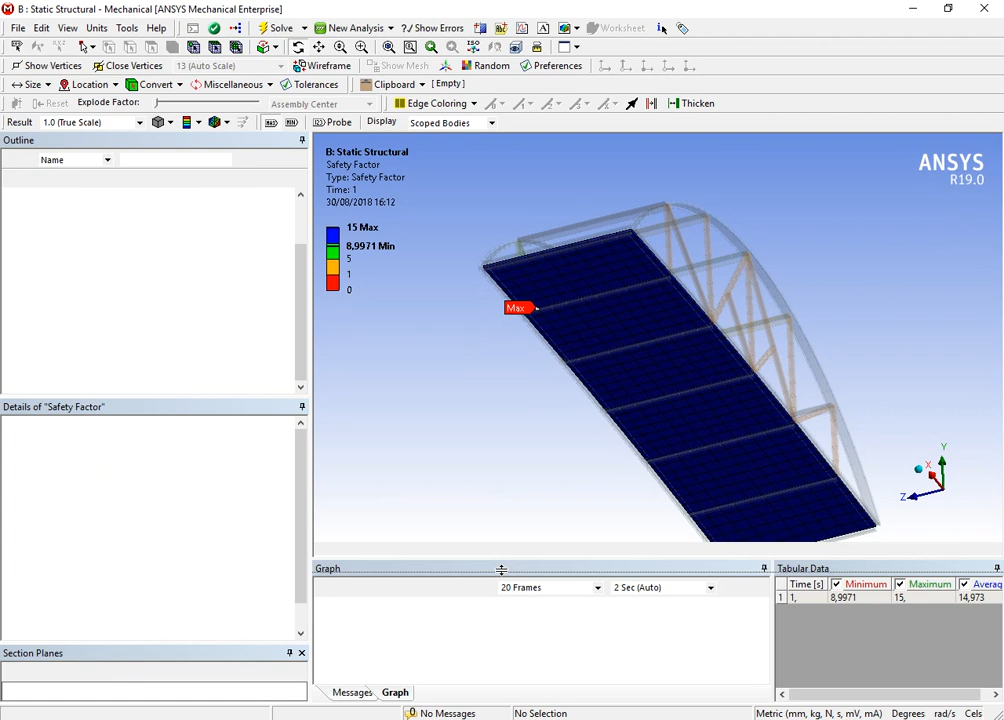 B : Static Structural - Mechanical [ANSYS Mechanical Enterprise]
File Edit View Units Tools Help Solve New Analysis ?/ Show Errors Worksheet
Show Vertices Close Vertices 13 (Auto Scale) Wireframe Show Mesh Random Preferences
Size Location Convert Miscellaneous Tolerances Clipboard [ Empty ]
Reset Explode Factor: Assembly Center Edge Coloring Thicken
Result 1.0 (True Scale) Probe Display Scoped Bodies
Outline
Name
B: Static Structural
Safety Factor
Type: Safety Factor
Time: 1
30/08/2018 16:12
ANSYS
R19.0
15 Max
8,9971 Min
5
1
0
Max
Details of "Safety Factor"
Y
X
Z
Graph
20 Frames 2 Sec (Auto)
Tabular Data
Time [s] Minimum Maximum Averag
1 1, 8,9971 15, 14,973
Section Planes
Messages Graph
No Messages No Selection Metric (mm, kg, N, s, mV, mA) Degrees rad/s Cels